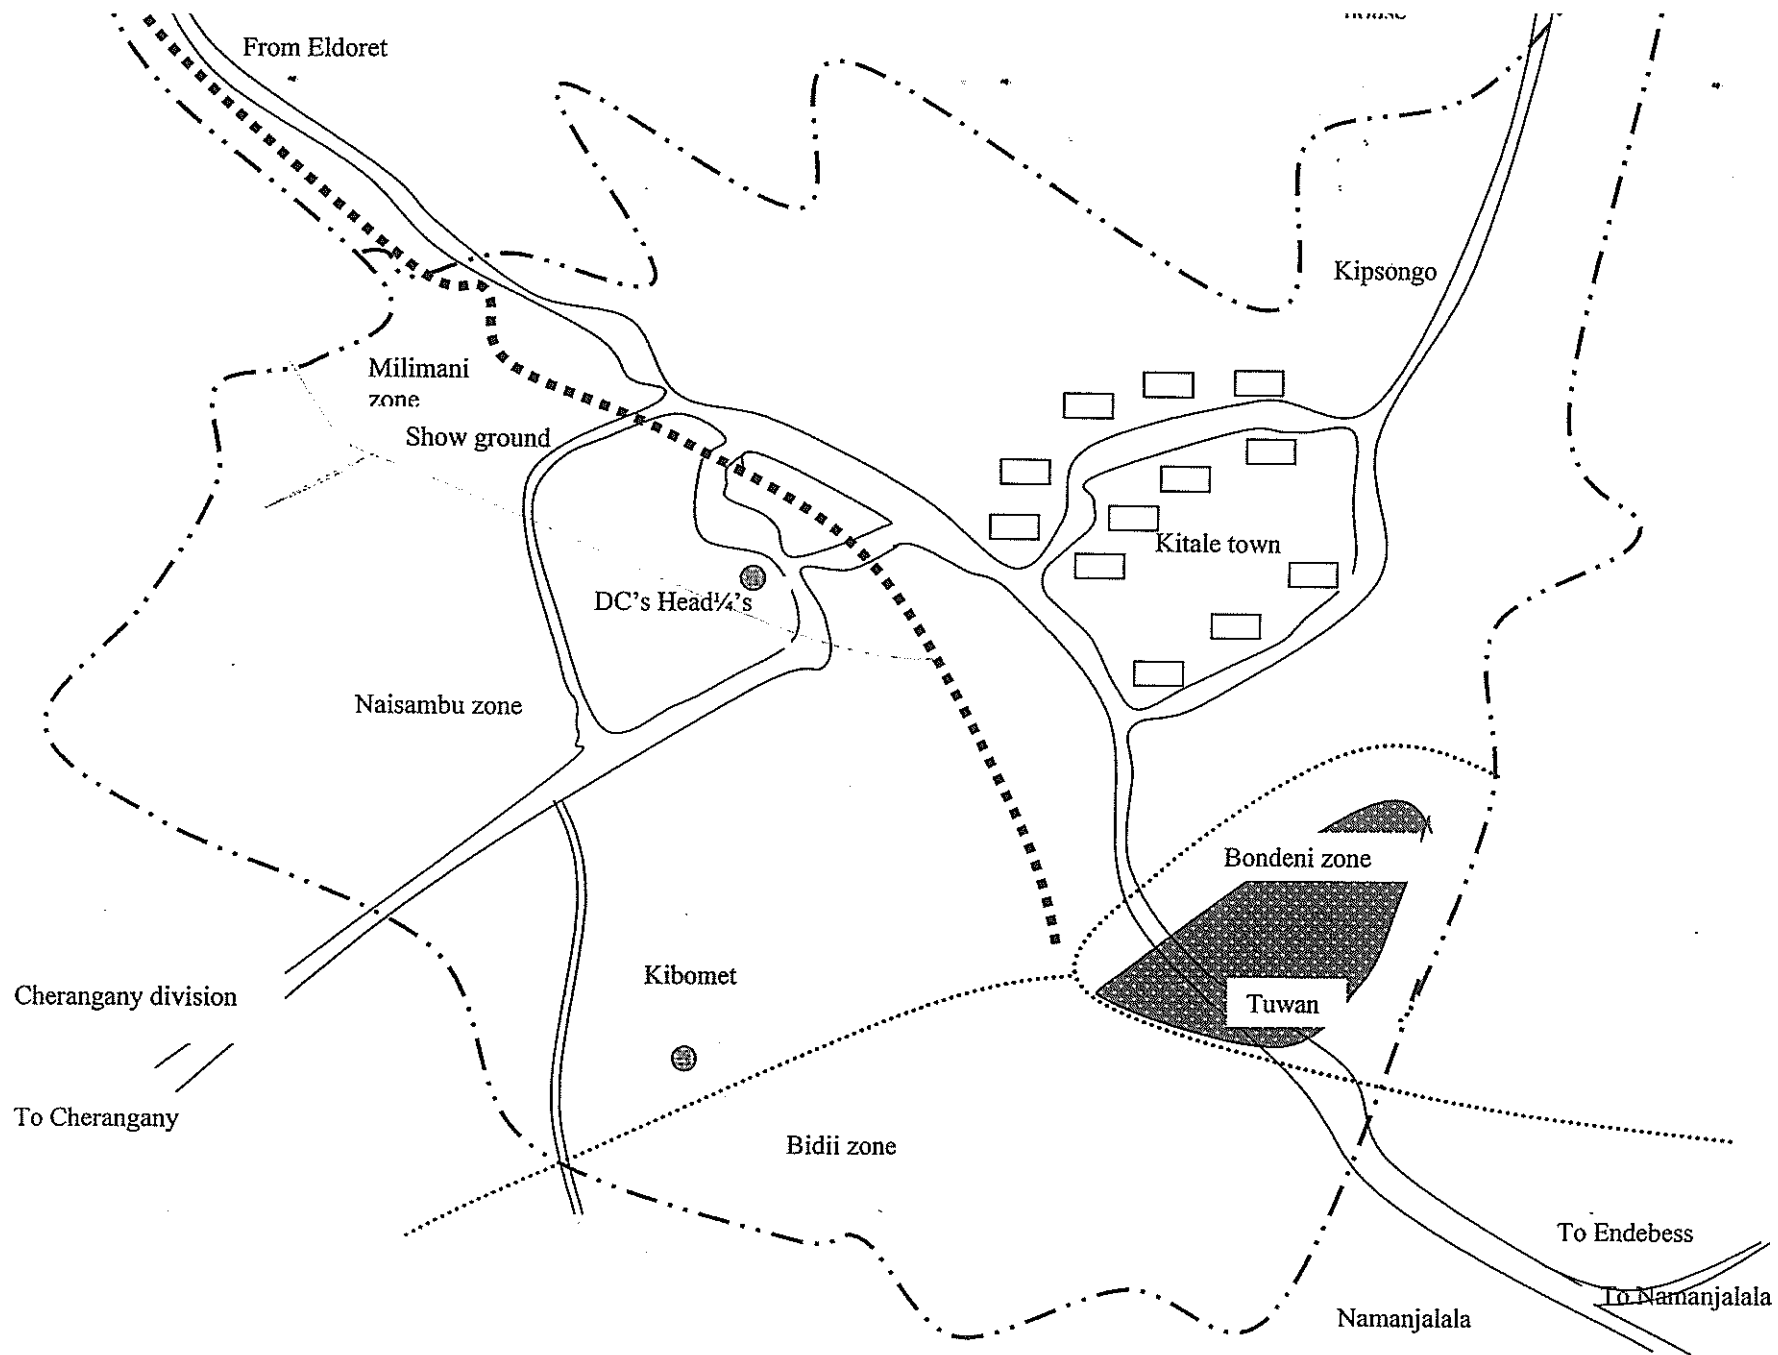 house
From Eldoret
Kipsongo
Milimani
zone
Show ground
Kitale town
DC's Head¼'s
Naisambu zone
Bondeni zone
Kibomet
Cherangany division
Tuwan
To Cherangany
Bidii zone
To Endebess
To Namanjalala
Namanjalala